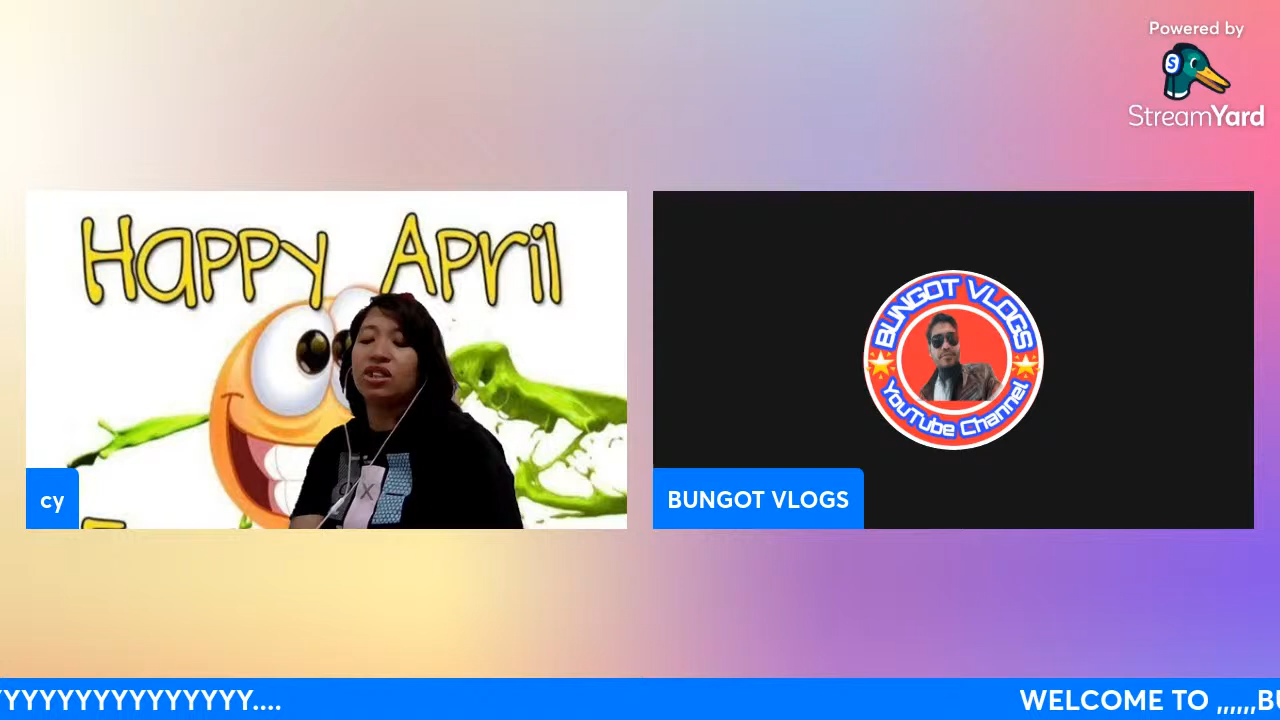 Powered by
S
StreamYard
Happy April
X
cy
BUNGOT VLOGS
YouTube Channel
BUNGOT VLOGS
YYYYYYYYYYYYYYY....
WELCOME TO ,,,,,,BU